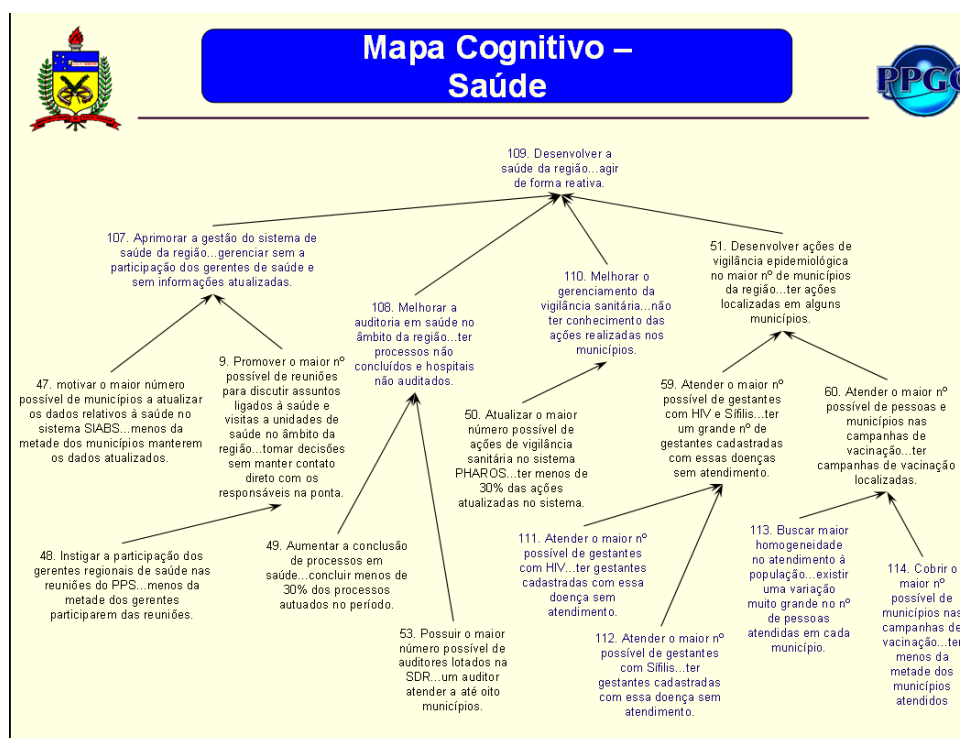 Mapa Cognitivo –
Saúde
PPGC
109. Desenvolver a
saúde da região...agir
de forma reativa.
107. Aprimorar a gestão do sistema de
saúde da região...gerenciar sem a
participação dos gerentes de saúde e
sem informações atualizadas.
108. Melhorar a
auditoria em saúde no
âmbito da região...ter
processos não
concluídos e hospitais
não auditados.
110. Melhorar o
gerenciamento da
vigilância sanitária...não
ter conhecimento das
ações realizadas nos
municípios.
51. Desenvolver ações de
vigilância epidemiológica
no maior nº de municípios
da região...ter ações
localizadas em alguns
municípios.
47. motivar o maior número
possível de municípios a atualizar
os dados relativos à saúde no
sistema SIABS...menos da
metade dos municípios manterem
os dados atualizados.
9. Promover o maior nº
possível de reuniões
para discutir assuntos
ligados à saúde e
visitas a unidades de
saúde no âmbito da
região...tomar decisões
sem manter contato
direto com os
responsáveis na ponta.
50. Atualizar o maior
número possível de
ações de vigilância
sanitária no sistema
PHAROS...ter menos de
30% das ações
atualizadas no sistema.
59. Atender o maior nº
possível de gestantes
com HIV e Sífilis...ter
um grande nº de
gestantes cadastradas
com essas doenças
sem atendimento.
60. Atender o maior nº
possível de pessoas e
municípios nas
campanhas de
vacinação...ter
campanhas de vacinação
localizadas.
48. Instigar a participação dos
gerentes regionais de saúde nas
reuniões do PPS...menos da
metade dos gerentes
participarem das reuniões.
49. Aumentar a conclusão
de processos em
saúde...concluir menos de
30% dos processos
autuados no período.
53. Possuir o maior
número possível de
auditores lotados na
SDR...um auditor
atender a até oito
municípios.
111. Atender o maior nº
possível de gestantes
com HIV...ter gestantes
cadastradas com essa
doença sem
atendimento.
112. Atender o maior nº
possível de gestantes
com Sífilis...ter
gestantes cadastradas
com essa doença sem
atendimento.
113. Buscar maior
homogeneidade
no atendimento à
população...existir
uma variação
muito grande no nº
de pessoas
atendidas em cada
município.
114. Cobrir o
maior nº
possível de
municípios nas
campanhas de
vacinação...ter
menos da
metade dos
municípios
atendidos